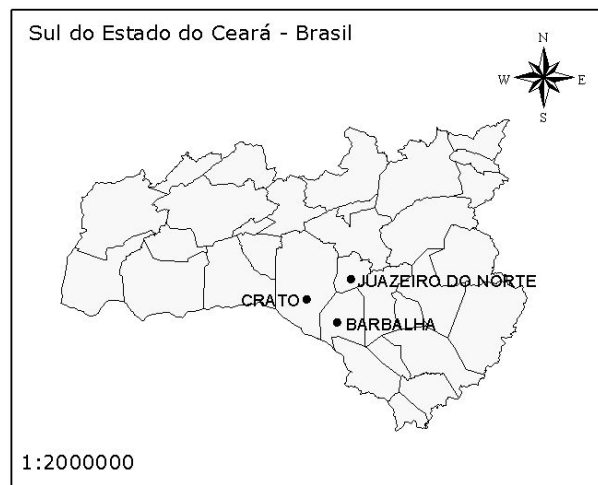 Sul do Estado do Ceará - Brasil
N
W E
S
JUAZEIRO DO NORTE
CRATO
BARBALHA
1:2000000